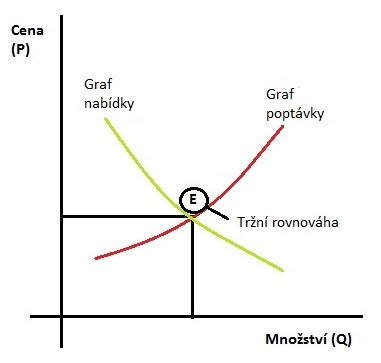 Cena
(P)
Graf
nabídky
Graf
poptávky
E
Tržní rovnováha
Množství (Q)